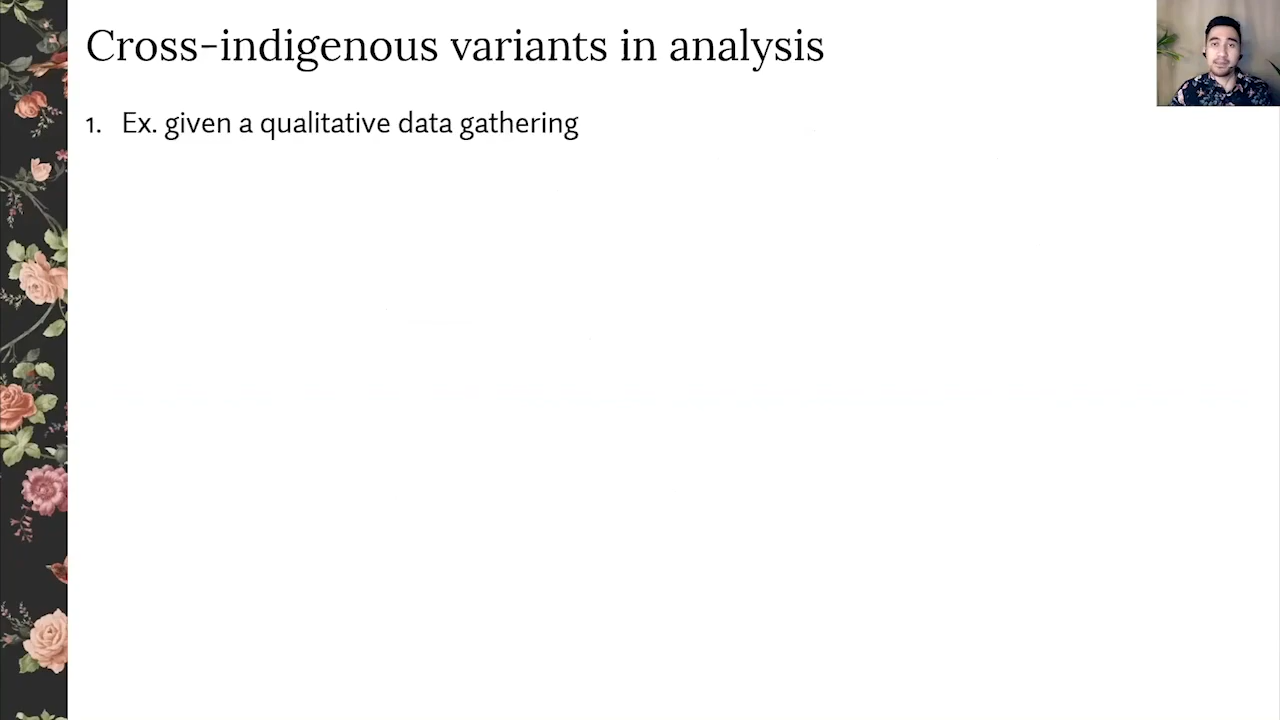 Cross-indigenous variants in analysis
1. Ex. given a qualitative data gathering